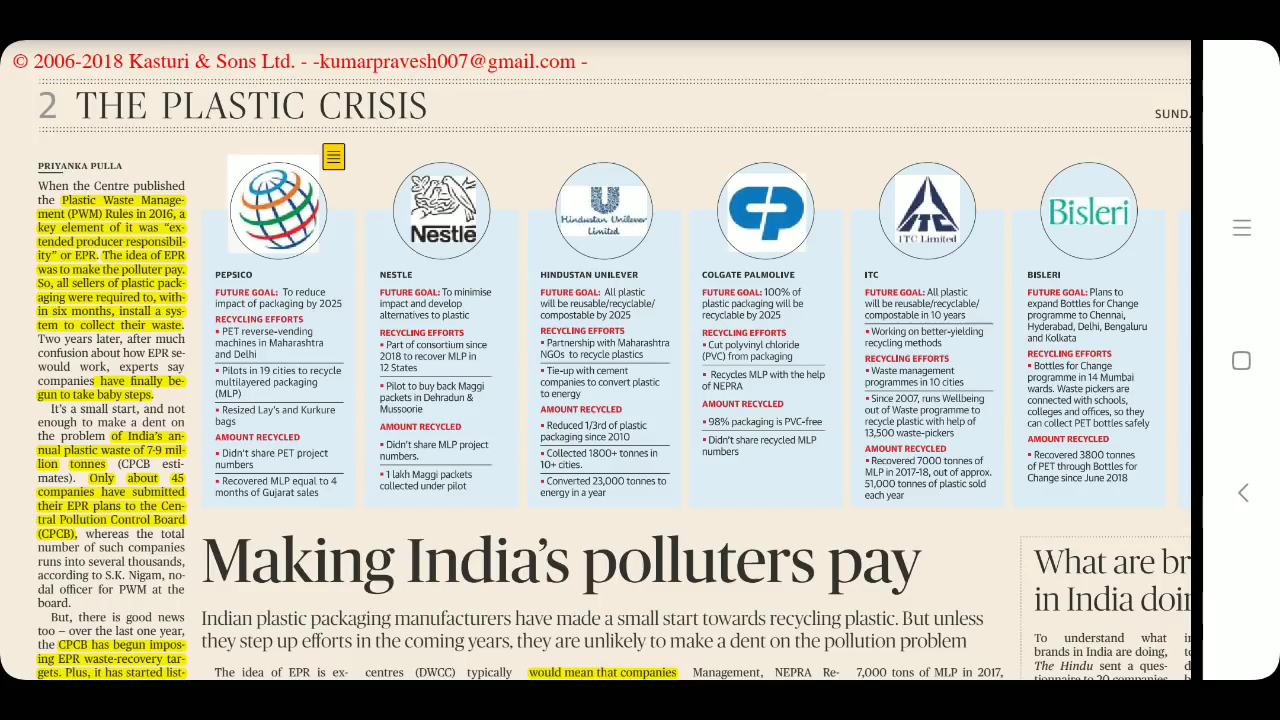 © 2006-2018 Kasturi & Sons Ltd. - -kumarpravesh007@gmail.com -
2 THE PLASTIC CRISIS
SUND
PRIYANKA PULLA
When the Centre published
the Plastic Waste Manage-
ment (PWM) Rules in 2016, a
key element of it was “ex-
tended producer responsibil-
ity” or EPR. The idea of EPR
was to make the polluter pay.
So, all sellers of plastic pack-
aging were required to, with-
in six months, install a sys-
tem to collect their waste.
Two years later, after much
confusion about how EPR se-
would work, experts say
companies have finally be-
gun to take baby steps.
It's a small start, and not
enough to make a dent on
the problem of India's an-
nual plastic waste of 7-9 mil-
lion tonnes (CPCB esti-
mates). Only about 45
companies have submitted
their EPR plans to the Cen-
tral Pollution Control Board
(CPCB), whereas the total
number of such companies
runs into several thousands,
according to S.K. Nigam, no-
dal officer for PWM at the
board.
But, there is good news
too – over the last one year,
the CPCB has begun impos-
ing EPR waste-recovery tar-
gets. Plus, it has started list-
PEPSICO
FUTURE GOAL: To reduce
impact of packaging by 2025
RECYCLING EFFORTS
▪ PET reverse-vending
machines in Maharashtra
and Delhi
▪ Pilots in 19 cities to recycle
multilayered packaging
(MLP)
▪ Resized Lay's and Kurkure
bags
AMOUNT RECYCLED
▪ Didn't share PET project
numbers
▪ Recovered MLP equal to 4
months of Gujarat sales
Nestlé
NESTLE
FUTURE GOAL: To minimise
impact and develop
alternatives to plastic
RECYCLING EFFORTS
▪ Part of consortium since
2018 to recover MLP in
12 States
▪ Pilot to buy back Maggi
packets in Dehradun &
Mussoorie
AMOUNT RECYCLED
▪ Didn't share MLP project
numbers.
▪ 1 lakh Maggi packets
collected under pilot
Hindustan Unilever
Limited
HINDUSTAN UNILEVER
FUTURE GOAL: All plastic
will be reusable/recyclable/
compostable by 2025
RECYCLING EFFORTS
▪ Partnership with Maharashtra
NGOs to recycle plastics
▪ Tie-up with cement
companies to convert plastic
to energy
AMOUNT RECYCLED
▪ Reduced 1/3rd of plastic
packaging since 2010
▪ Collected 1800+ tonnes in
10+ cities.
▪ Converted 23,000 tonnes to
energy in a year
COLGATE PALMOLIVE
FUTURE GOAL: 100% of
plastic packaging will be
recyclable by 2025
RECYCLING EFFORTS
▪ Cut polyvinyl chloride
(PVC) from packaging
▪ Recycles MLP with the help
of NEPRA
AMOUNT RECYCLED
▪ 98% packaging is PVC-free
▪ Didn't share recycled MLP
numbers
ITC Limited
ITC
FUTURE GOAL: All plastic
will be reusable/recyclable/
compostable in 10 years
▪ Working on better-yielding
recycling methods
RECYCLING EFFORTS
▪ Waste management
programmes in 10 cities
▪ Since 2007, runs Wellbeing
out of Waste programme to
recycle plastic with help of
13,500 waste-pickers
AMOUNT RECYCLED
▪ Recovered 7000 tonnes of
MLP in 2017-18, out of approx.
51,000 tonnes of plastic sold
each year
Bisleri
BISLERI
FUTURE GOAL: Plans to
expand Bottles for Change
programme to Chennai,
Hyderabad, Delhi, Bengaluru
and Kolkata
RECYCLING EFFORTS
▪ Bottles for Change
programme in 14 Mumbai
wards. Waste pickers are
connected with schools,
colleges and offices, so they
can collect PET bottles safely
AMOUNT RECYCLED
▪ Recovered 3800 tonnes
of PET through Bottles for
Change since June 2018
Making India's polluters pay
Indian plastic packaging manufacturers have made a small start towards recycling plastic. But unless
they step up efforts in the coming years, they are unlikely to make a dent on the pollution problem
The idea of EPR is ex-
centres (DWCC) typically
would mean that companies
Management, NEPRA Re-
7,000 tons of MLP in 2017,
What are br
in India doin
To understand what
brands in India are doing,
The Hindu sent a ques-
tionnaire to 20 companies